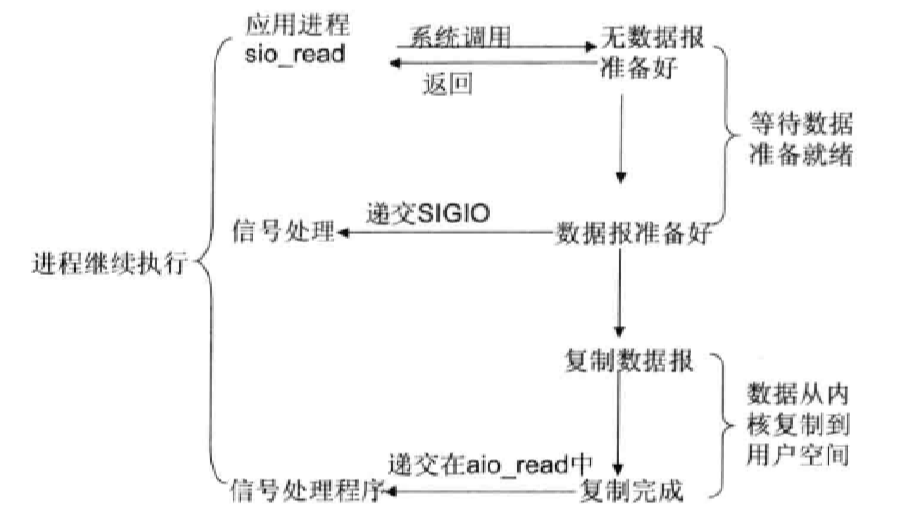 应用进程
sio_read
系统调用
返回
无数据报
准备好
等待数据
准备就绪
递交SIGIO
信号处理
数据报准备好
进程继续执行
复制数据报
数据从内
核复制到
用户空间
递交在aio_read中
信号处理程序
复制完成